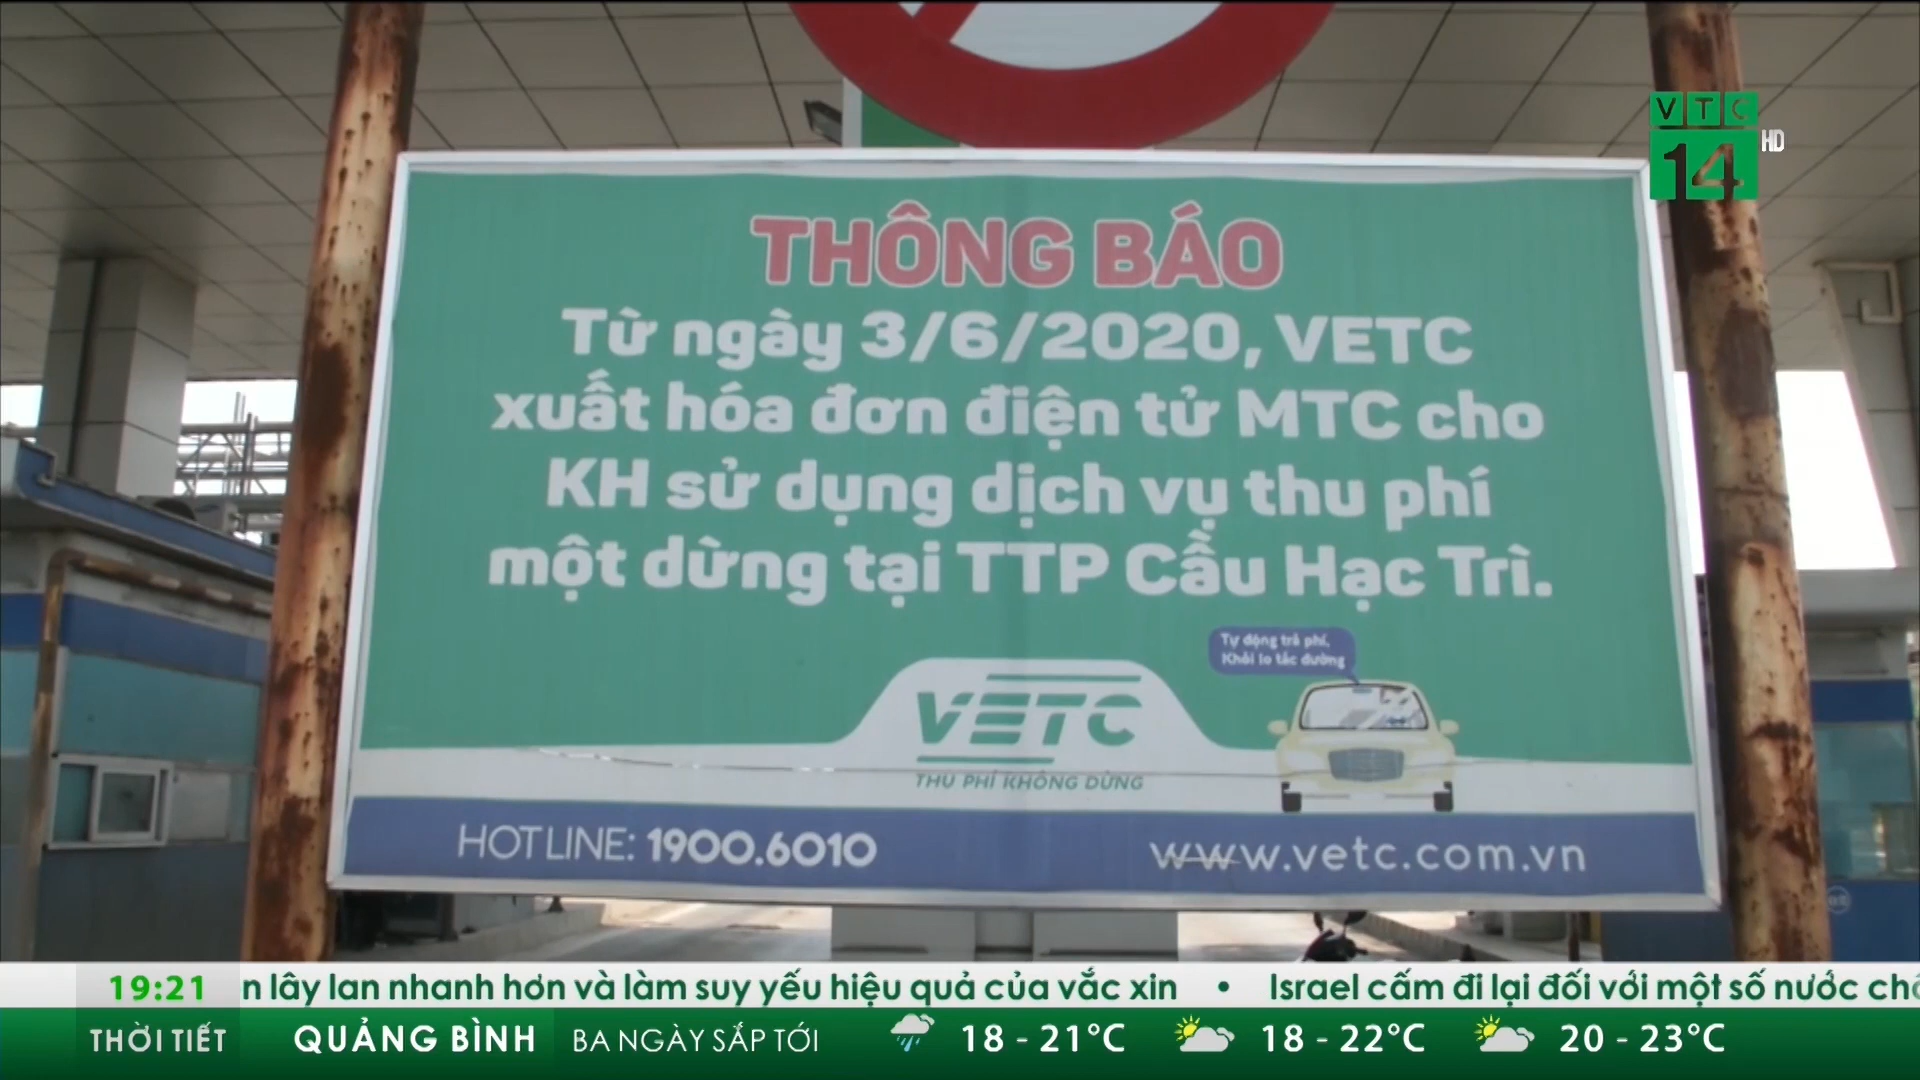 VTC
14 HD
THÔNG BÁO
Từ ngày 3/6/2020, VETC
xuất hóa đơn điện tử MTC cho
KH sử dụng dịch vụ thu phí
một dừng tại TTP Cầu Hạc Trì.
Tự động trả phí,
Khỏi lo tắc đường
VETC
THU PHÍ KHÔNG DỪNG
HOTLINE: 1900.6010
www.vetc.com.vn
19:21 n lây lan nhanh hơn và làm suy yếu hiệu quả của vắc xin • Israel cấm đi lại đối với một số nước
THỜI TIẾT QUẢNG BÌNH BA NGÀY SẮP TỚI 18 - 21°C 18 - 22°C 20 - 23°C